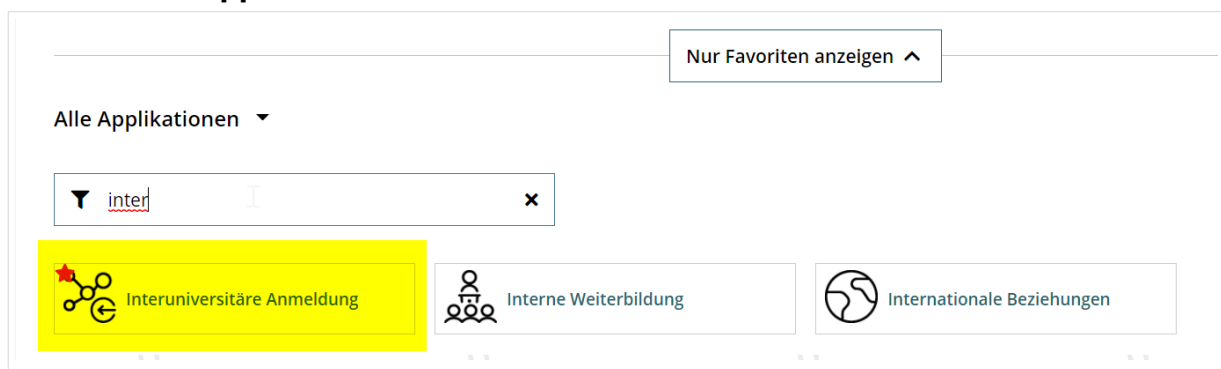 Nur Favoriten anzeigen
Alle Applikationen
inter
Interuniversitäre Anmeldung
Interne Weiterbildung
Internationale Beziehungen